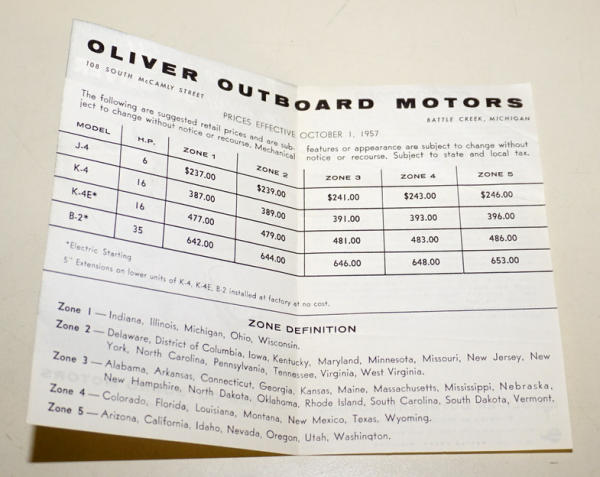 OLIVER OUTBOARD MOTORS
108 SOUTH McCAMLY STREET BATTLE CREEK, MICHIGAN
PRICES EFFECTIVE OCTOBER 1, 1957
The following are suggested retail prices and are sub- features or appearance are subject to change without
ject to change without notice or recourse. Mechanical notice or recourse. Subject to state and local tax.
MODEL H.P. ZONE 1 ZONE 2 ZONE 3 ZONE 4 ZONE 5
J-4 6 $237.00 $239.00 $241.00 $243.00 $246.00
K-4 16 387.00 389.00 391.00 393.00 396.00
K-4E* 16 477.00 479.00 481.00 483.00 486.00
B-2* 35 642.00 644.00 646.00 648.00 653.00
*Electric Starting
5" Extensions on lower units of K-4, K-4E, B-2 installed at factory at no cost.
ZONE DEFINITION
Zone 1 — Indiana, Illinois, Michigan, Ohio, Wisconsin.
Zone 2 — Delaware, District of Columbia, Iowa, Kentucky, Maryland, Minnesota, Missouri, New Jersey, New
York, North Carolina, Pennsylvania, Tennessee, Virginia, West Virginia.
Zone 3 — Alabama, Arkansas, Connecticut, Georgia, Kansas, Maine, Massachusetts, Mississippi, Nebraska,
New Hampshire, North Dakota, Oklahoma, Rhode Island, South Carolina, South Dakota, Vermont.
Zone 4 — Colorado, Florida, Louisiana, Montana, New Mexico, Texas, Wyoming.
Zone 5 — Arizona, California, Idaho, Nevada, Oregon, Utah, Washington.